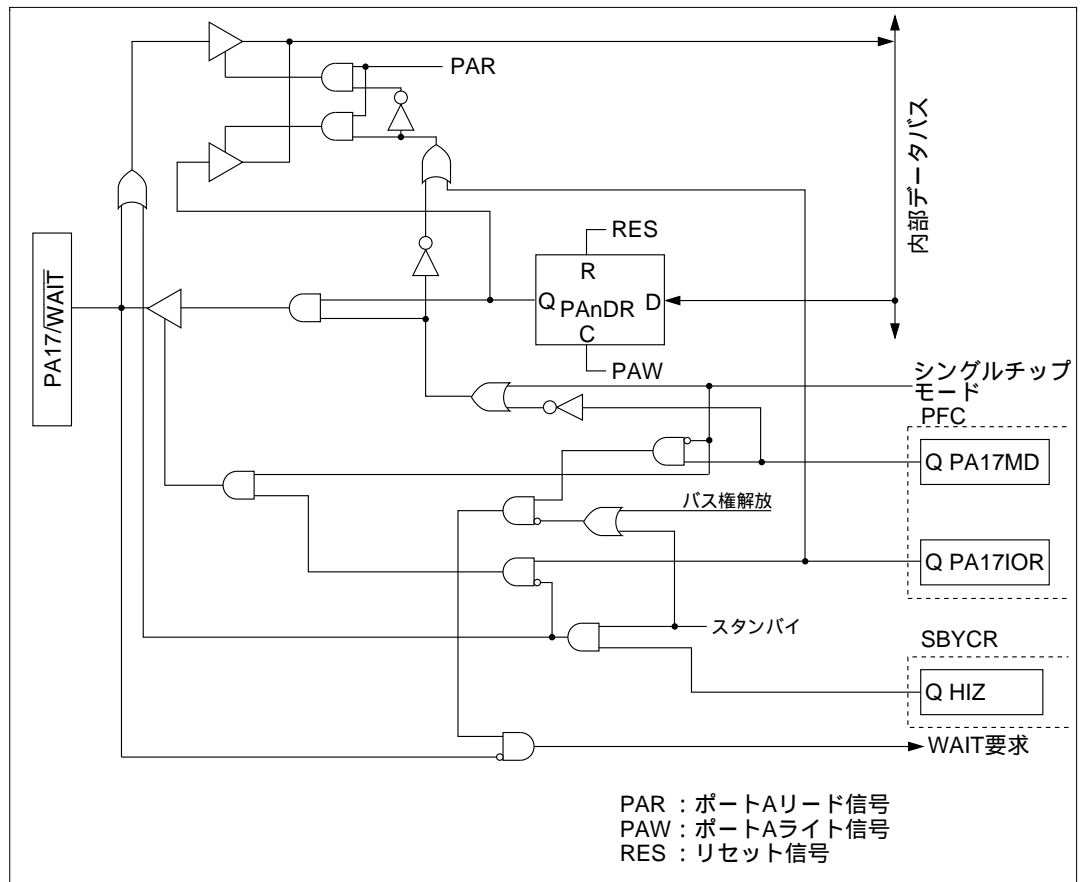 PAR
内部データバス
RES
R
Q PAnDR D
C
PA17/WAIT
PAW
シングルチップ
モード
PFC
Q PA17MD
バス権解放
Q PA17IOR
スタンバイ
SBYCR
Q HIZ
WAIT要求
PAR : ポートAリード信号
PAW : ポートAライト信号
RES : リセット信号